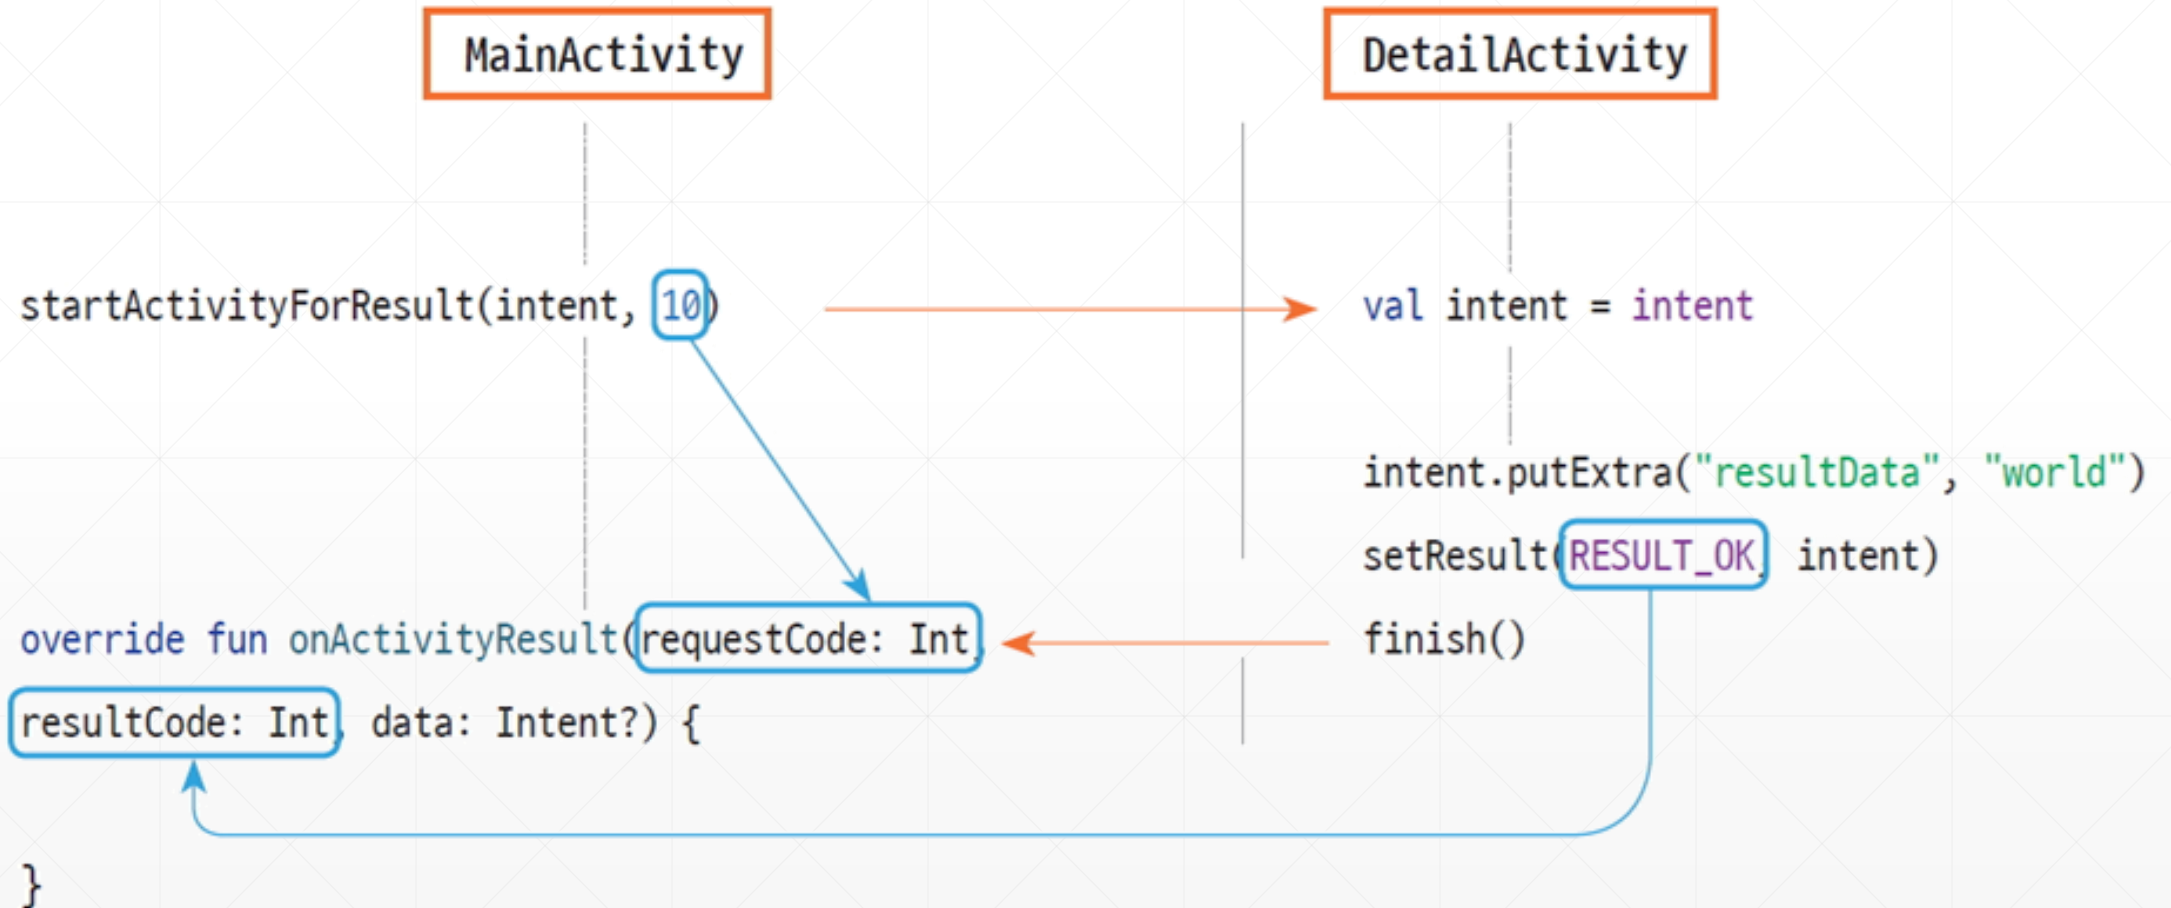 MainActivity
DetailActivity
startActivityForResult(intent, 10)
val intent = intent
intent.putExtra("resultData", "world")
setResult(RESULT_OK, intent)
finish()
override fun onActivityResult(requestCode: Int,
resultCode: Int, data: Intent?) {
}